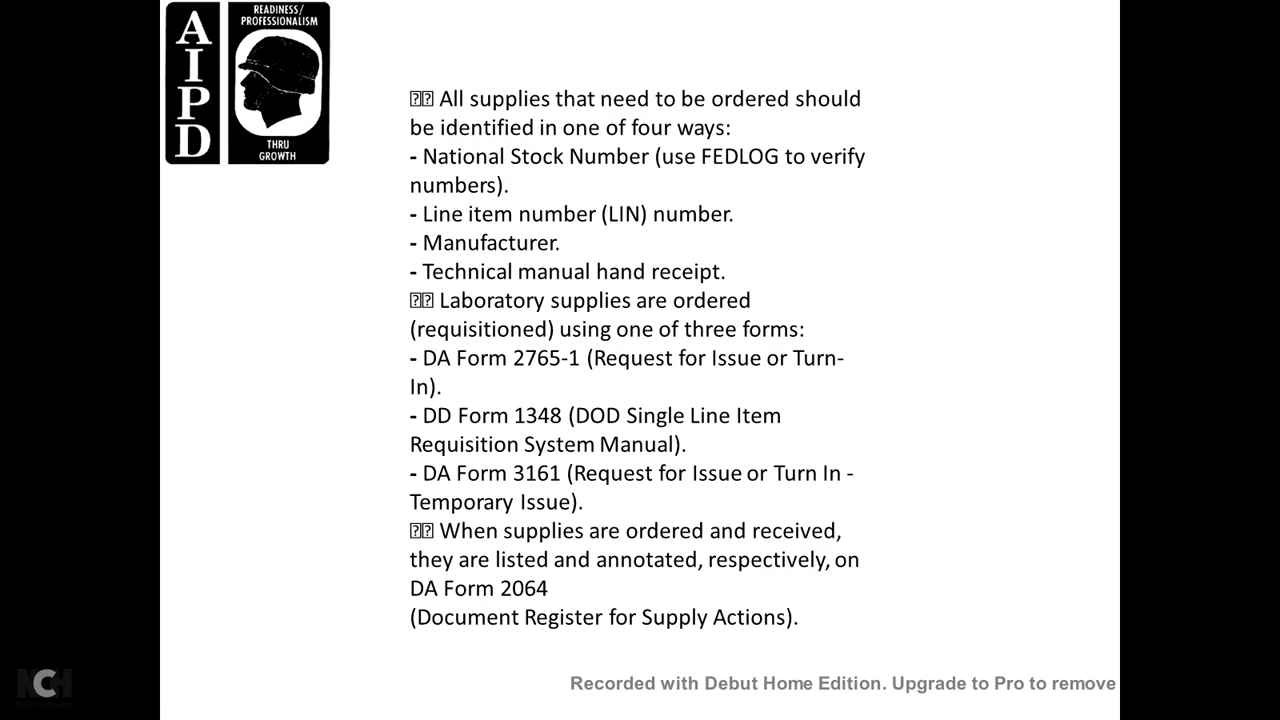 AIPD
READINESS/
PROFESSIONALISM
THRU
GROWTH
All supplies that need to be ordered should
be identified in one of four ways:
- National Stock Number (use FEDLOG to verify
numbers).
- Line item number (LIN) number.
- Manufacturer.
- Technical manual hand receipt.
Laboratory supplies are ordered
(requisitioned) using one of three forms:
- DA Form 2765-1 (Request for Issue or Turn-
In).
- DD Form 1348 (DOD Single Line Item
Requisition System Manual).
- DA Form 3161 (Request for Issue or Turn In -
Temporary Issue).
When supplies are ordered and received,
they are listed and annotated, respectively, on
DA Form 2064
(Document Register for Supply Actions).
NCH
Recorded with Debut Home Edition. Upgrade to Pro to remove